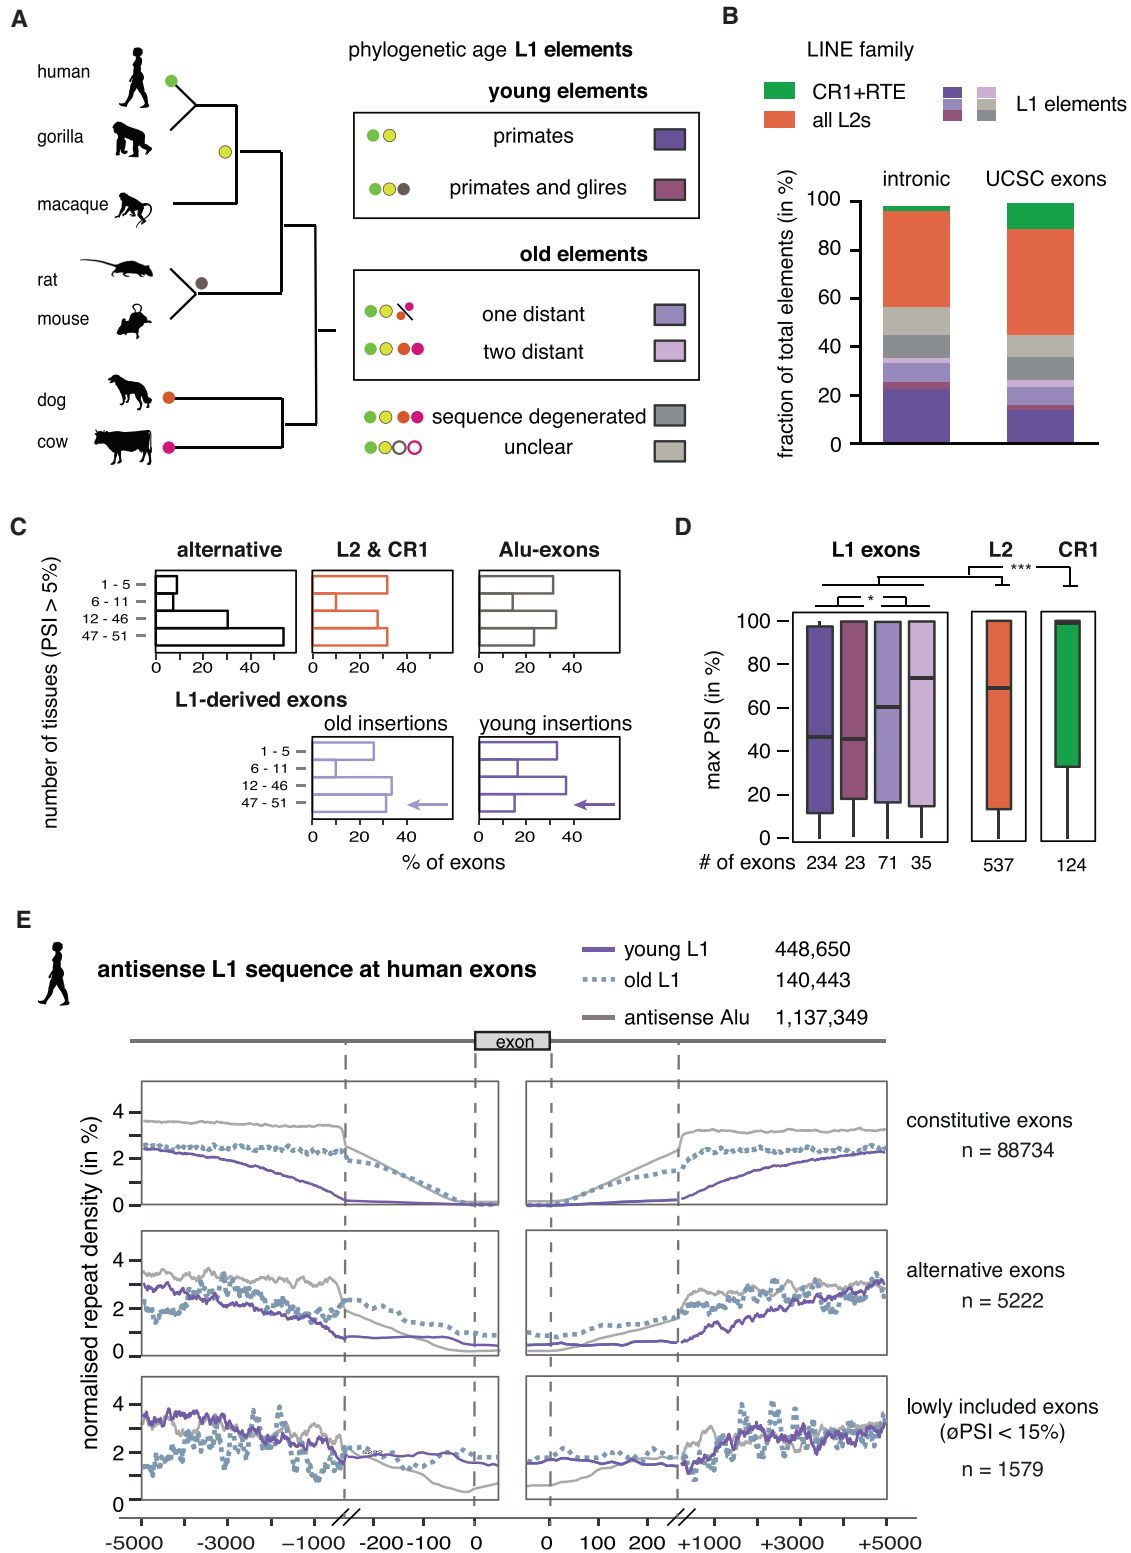 A
phylogenetic age L1 elements
human
gorilla
macaque
rat
mouse
dog
cow
young elements
primates
primates and glires
old elements
one distant
two distant
sequence degenerated
unclear
B
LINE family
CR1+RTE
all L2s
L1 elements
intronic
UCSC exons
fraction of total elements (in %)
100
80
60
40
20
0
C
number of tissues (PSI > 5%)
alternative
L2 & CR1
Alu-exons
1 - 5
6 - 11
12 - 46
47 - 51
0 20 40
0 20 40
0 20 40
L1-derived exons
old insertions
young insertions
1 - 5
6 - 11
12 - 46
47 - 51
0 20 40
0 20 40
% of exons
D
L1 exons
L2
CR1
***
*
max PSI (in %)
100
80
60
40
20
0
# of exons 234 23 71 35 537 124
E
antisense L1 sequence at human exons
young L1 448,650
old L1 140,443
antisense Alu 1,137,349
exon
normalised repeat density (in %)
4
2
0
constitutive exons
n = 88734
4
2
0
alternative exons
n = 5222
4
2
0
lowly included exons
(øPSI < 15%)
n = 1579
-5000 -3000 −1000 -200 -100 0 0 100 200 +1000 +3000 +5000